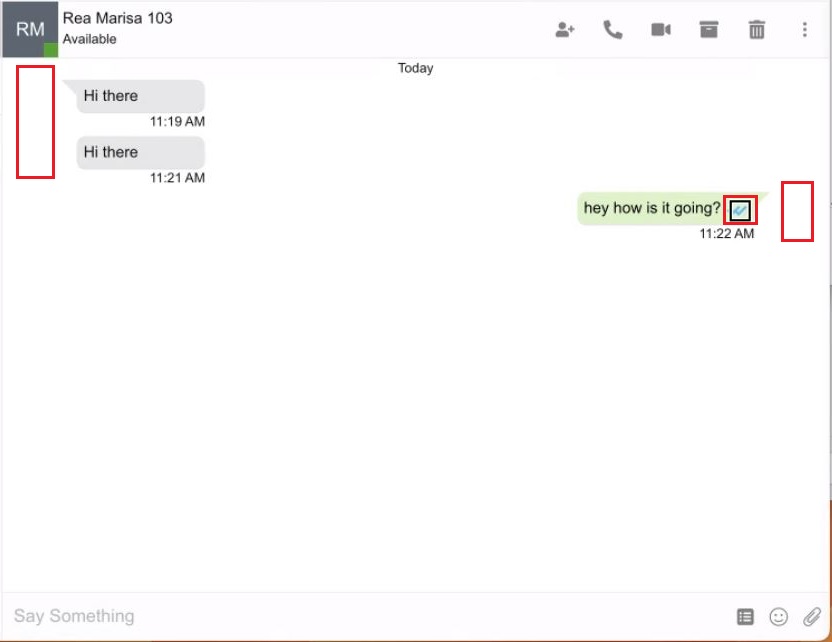 RM
Rea Marisa 103
Available
Today
Hi there
11:19 AM
Hi there
11:21 AM
hey how is it going?
11:22 AM
Say Something